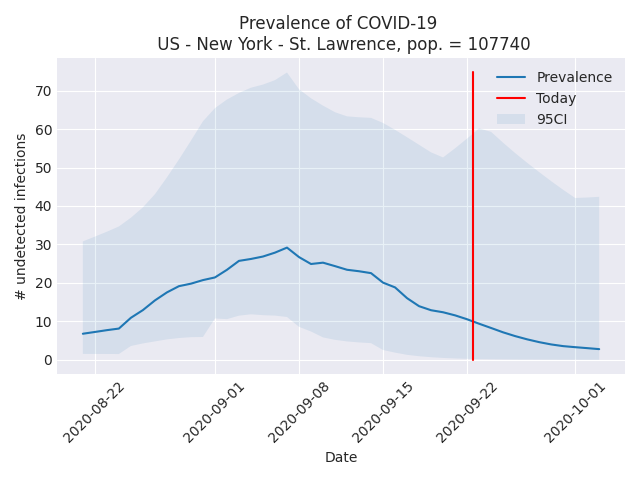 Prevalence of COVID-19
US - New York - St. Lawrence, pop. = 107740
Prevalence
Today
95CI
# undetected infections
70
60
50
40
30
20
10
0
2020-08-22
2020-09-01
2020-09-08
2020-09-15
2020-09-22
2020-10-01
Date